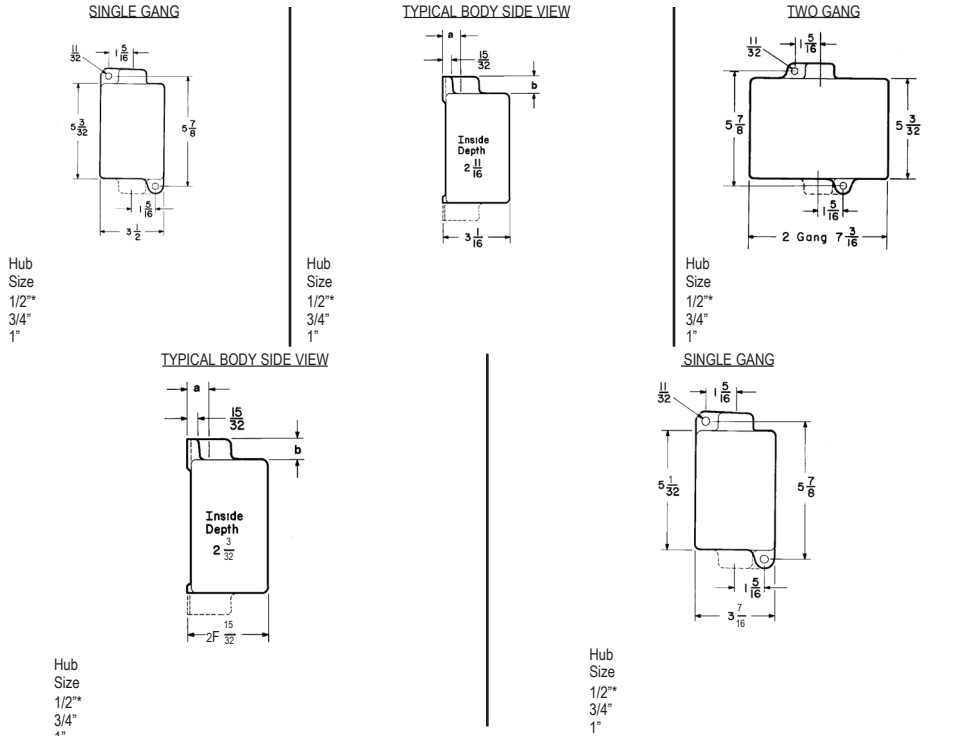 SINGLE GANG
11/32
1 5/16
5 3/32
5 7/8
1 5/16
3 1/2
Hub
Size
1/2”*
3/4”
1”
TYPICAL BODY SIDE VIEW
a
15/32
b
Inside
Depth
2 11/16
3 1/16
Hub
Size
1/2”*
3/4”
1”
TWO GANG
11/32
1 5/16
5 7/8
5 3/32
1 5/16
2 Gang 7 3/16
Hub
Size
1/2”*
3/4”
1”
TYPICAL BODY SIDE VIEW
a
15/32
b
Inside
Depth
2 3/32
2F 15/32
Hub
Size
1/2”*
3/4”
1”
SINGLE GANG
11/32
1 5/16
5 1/32
5 7/8
1 5/16
3 7/16
Hub
Size
1/2”*
3/4”
1”